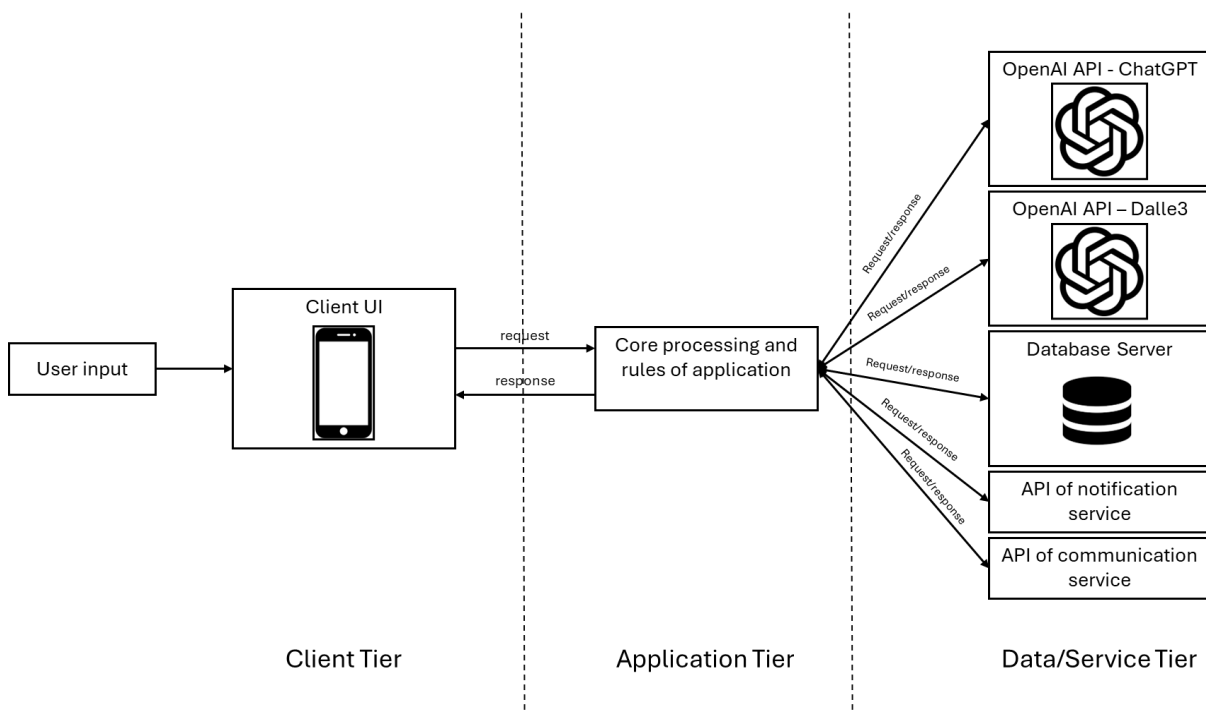 OpenAI API - ChatGPT
Request/response
OpenAI API – Dalle3
Request/response
Client UI
request
User input
Core processing and
rules of application
response
Database Server
Request/response
Request/response
Request/response
API of notification
service
API of communication
service
Client Tier
Application Tier
Data/Service Tier